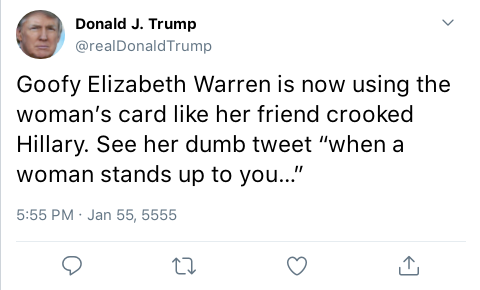 Donald J. Trump
@realDonaldTrump
Goofy Elizabeth Warren is now using the
woman’s card like her friend crooked
Hillary. See her dumb tweet “when a
woman stands up to you...”
5:55 PM · Jan 55, 5555